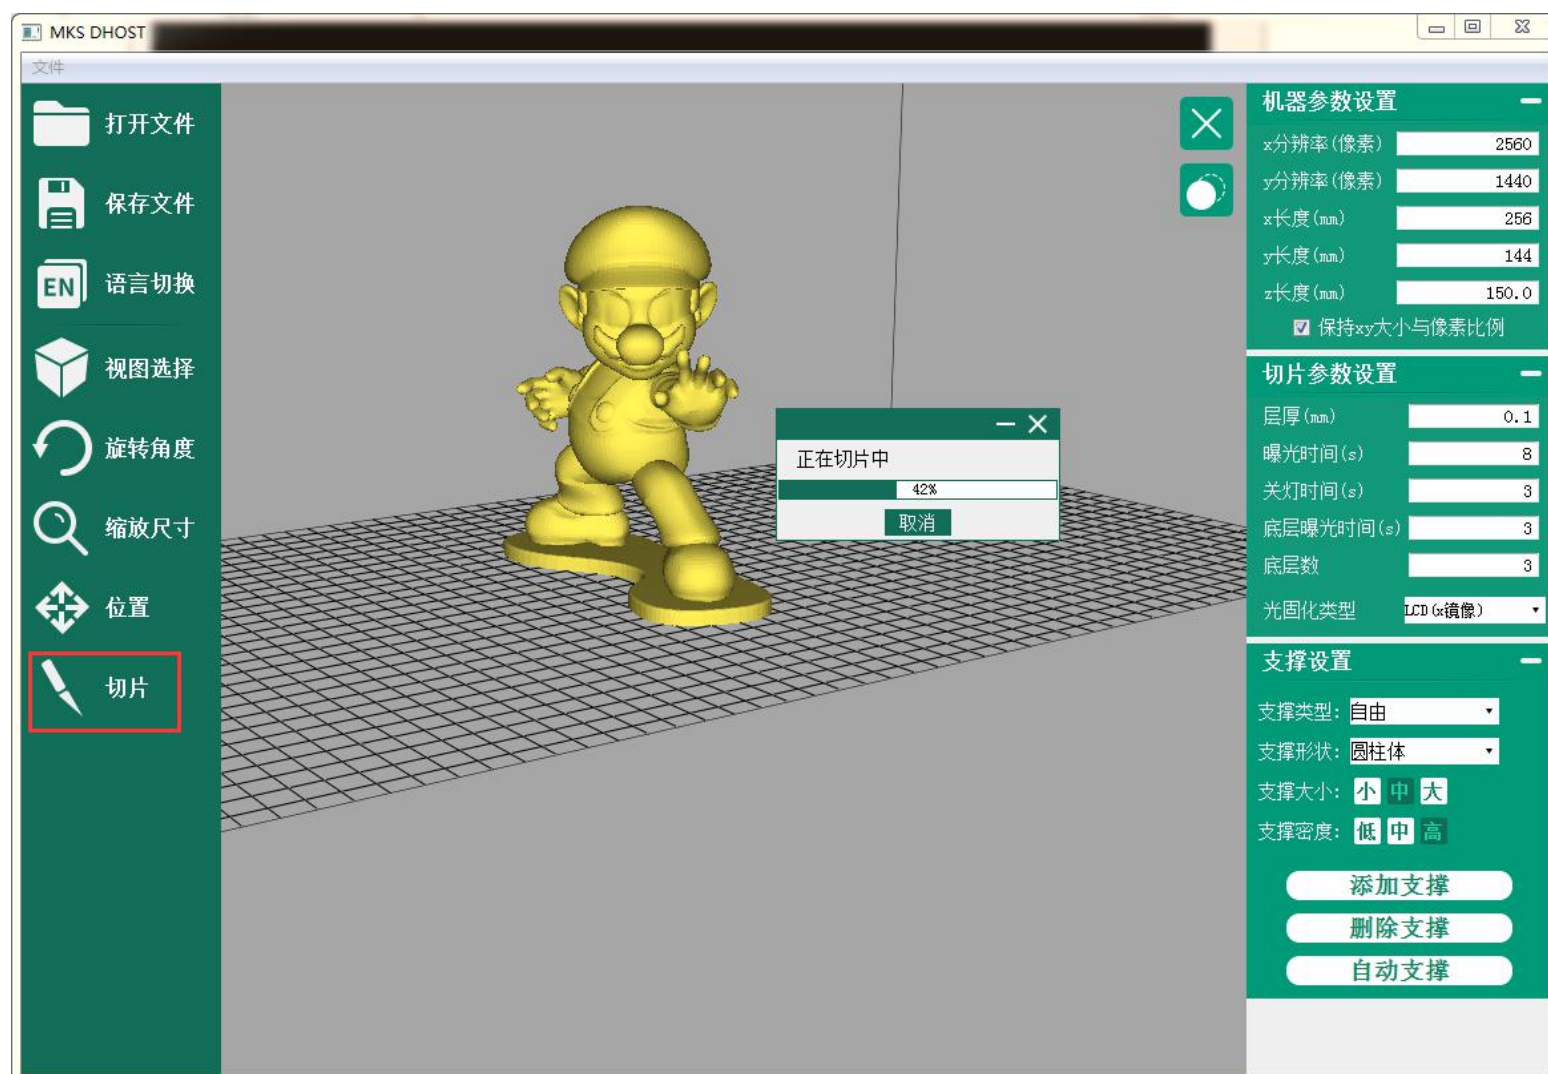 MKS DHOST
文件
打开文件
保存文件
EN 语言切换
视图选择
旋转角度
缩放尺寸
位置
切片
正在切片中
42%
取消
机器参数设置
x分辨率(像素) 2560
y分辨率(像素) 1440
x长度(mm) 256
y长度(mm) 144
z长度(mm) 150.0
保持xy大小与像素比例
切片参数设置
层厚(mm) 0.1
曝光时间(s) 8
关灯时间(s) 3
底层曝光时间(s) 3
底层数 3
光固化类型 LCD(x镜像)
支撑设置
支撑类型: 自由
支撑形状: 圆柱体
支撑大小: 小 中 大
支撑密度: 低 中 高
添加支撑
删除支撑
自动支撑